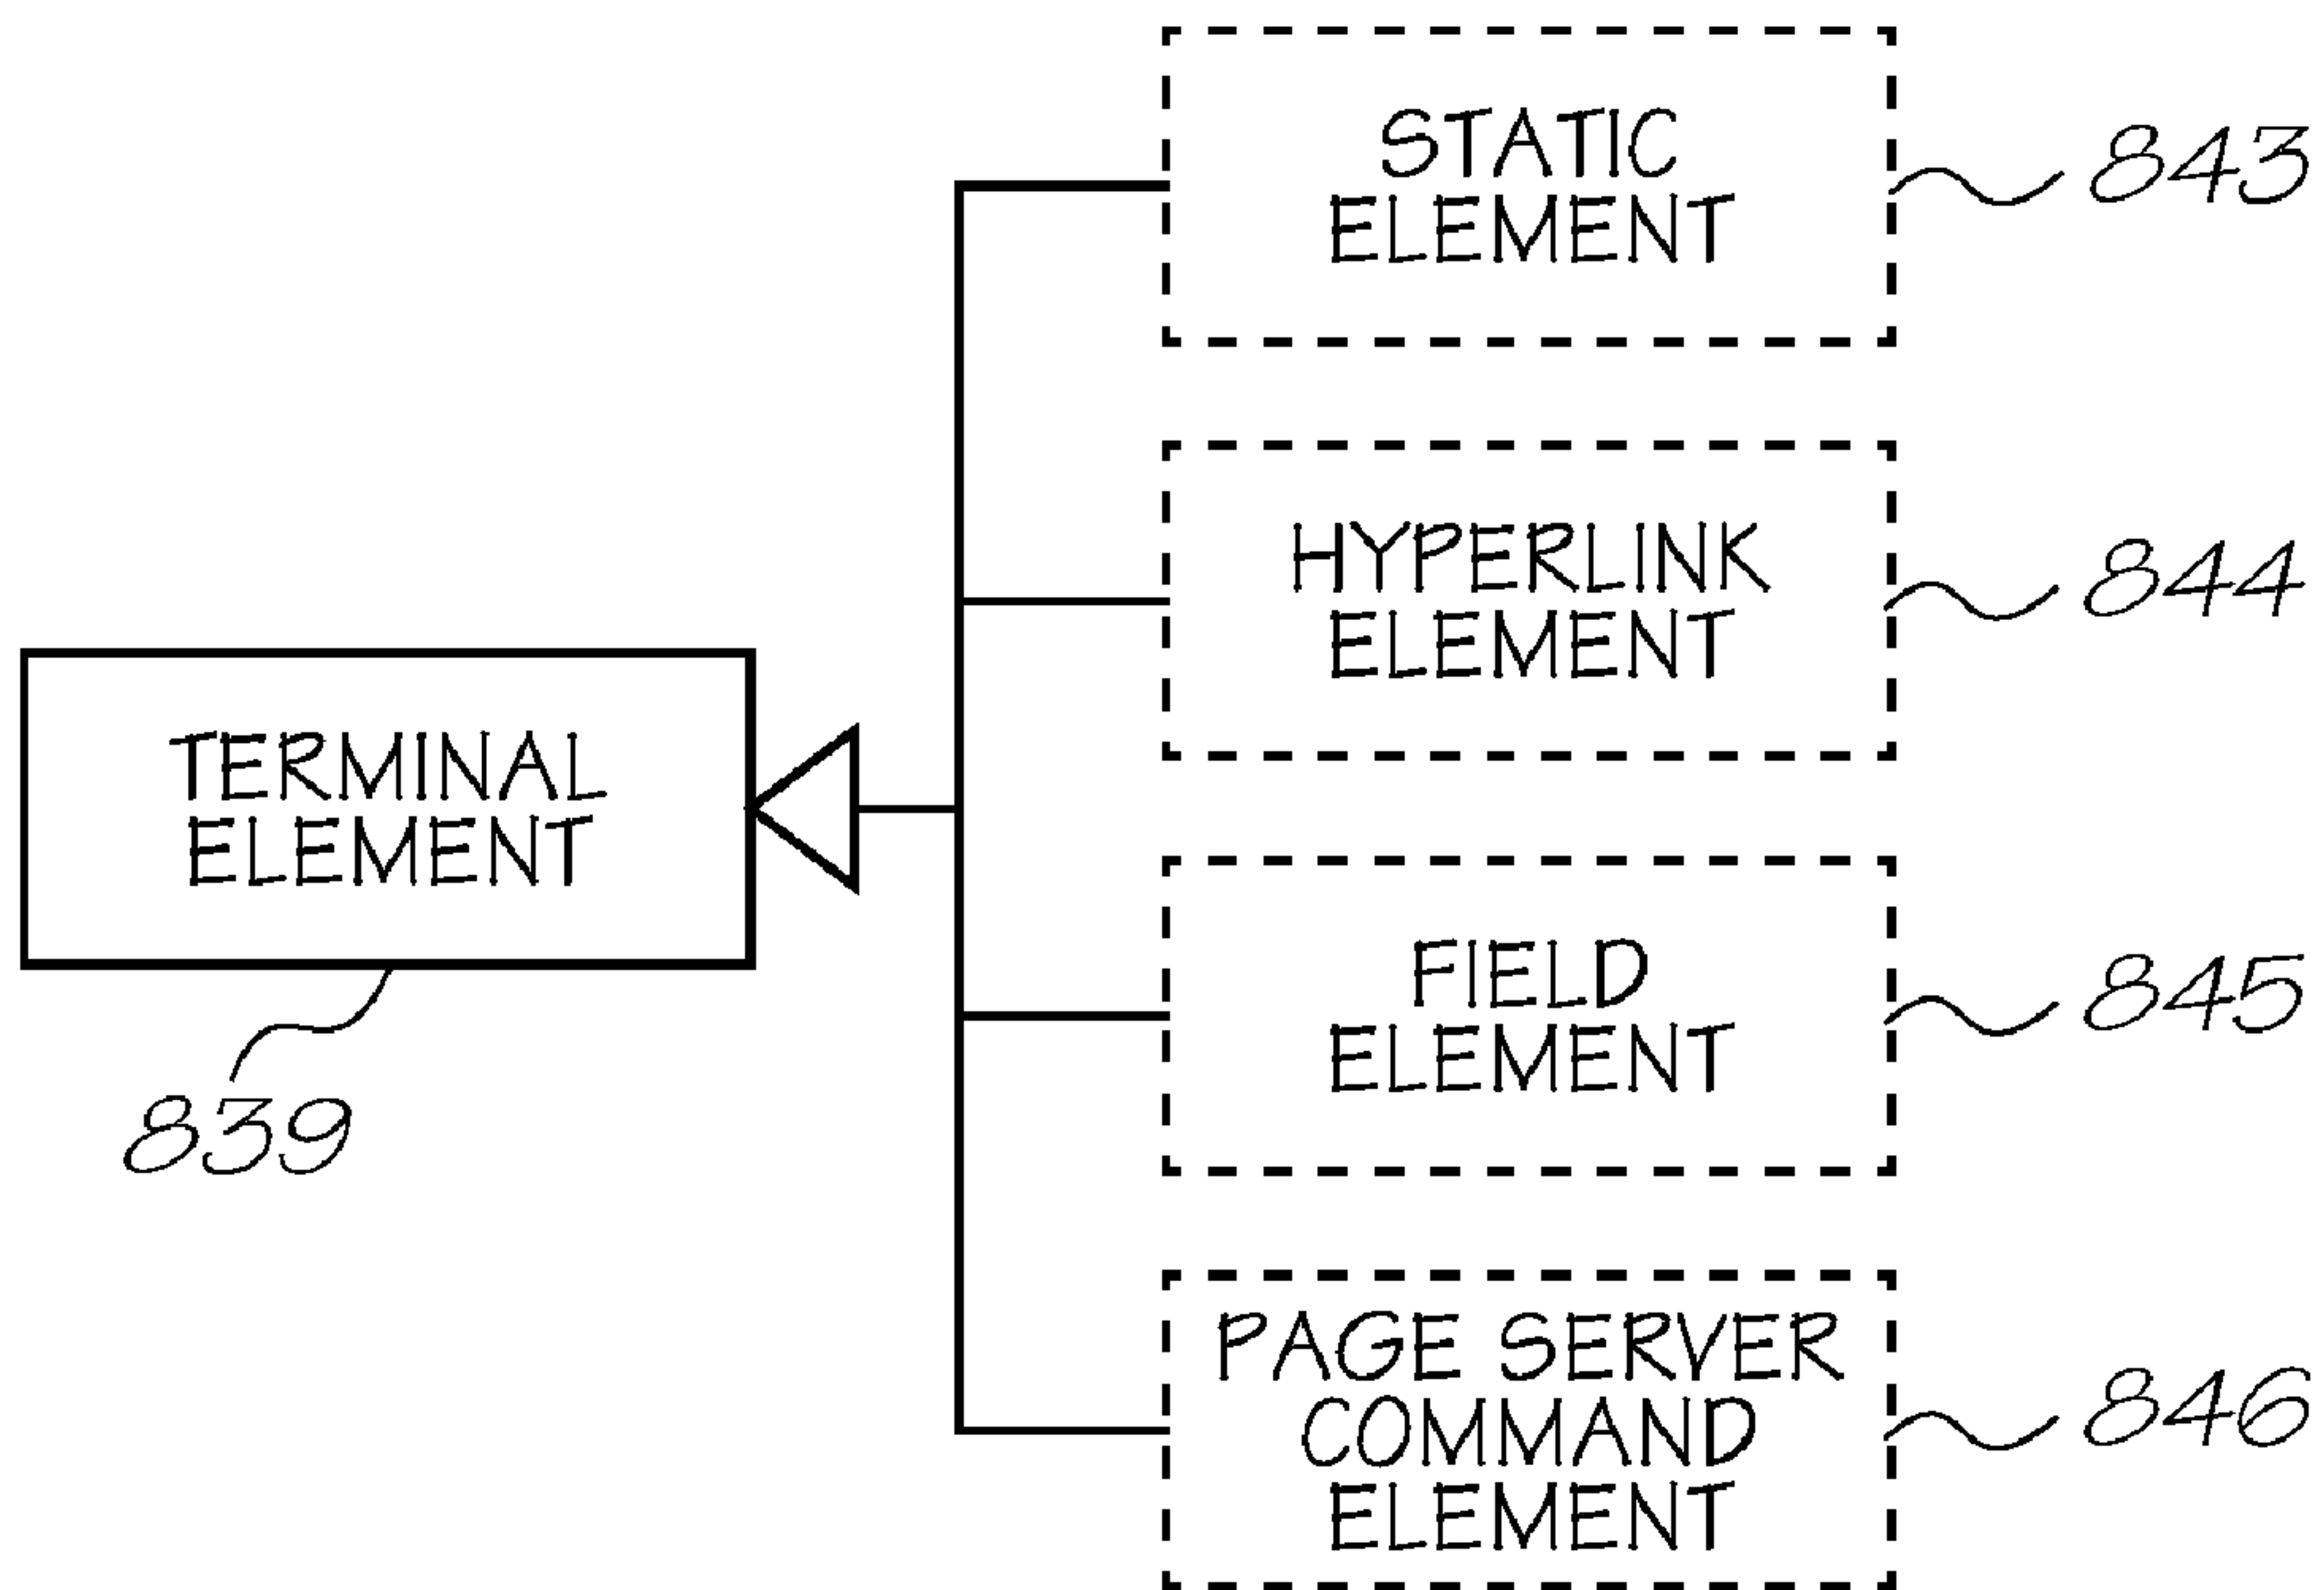 STATIC
ELEMENT
843
HYPERLINK
ELEMENT
844
TERMINAL
ELEMENT
839
FIELD
ELEMENT
845
PAGE SERVER
COMMAND
ELEMENT
846